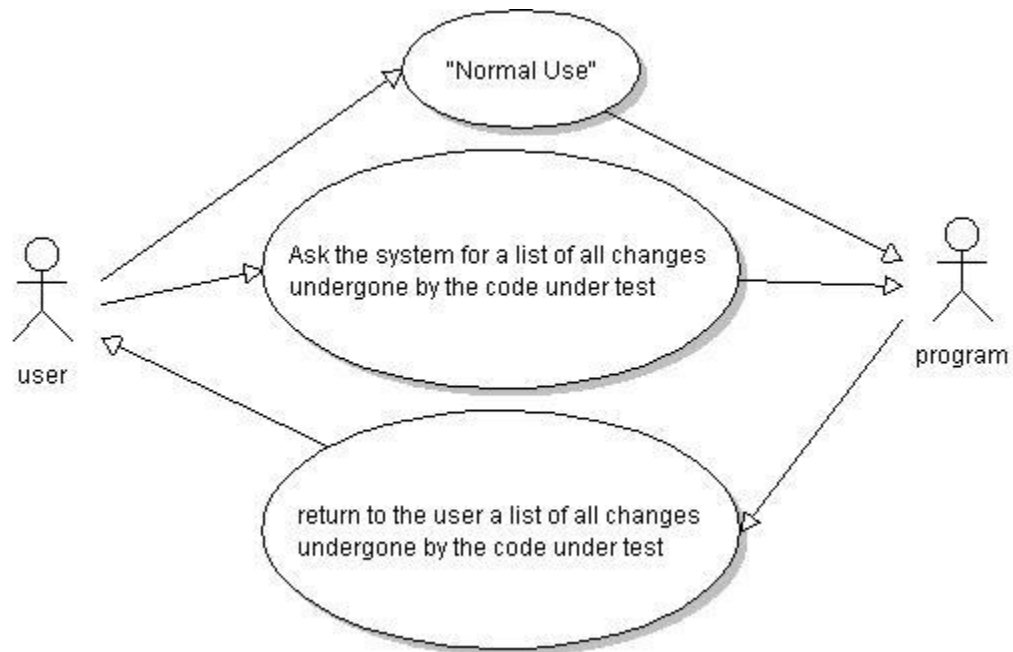 "Normal Use"
Ask the system for a list of all changes
undergone by the code under test
user
program
return to the user a list of all changes
undergone by the code under test